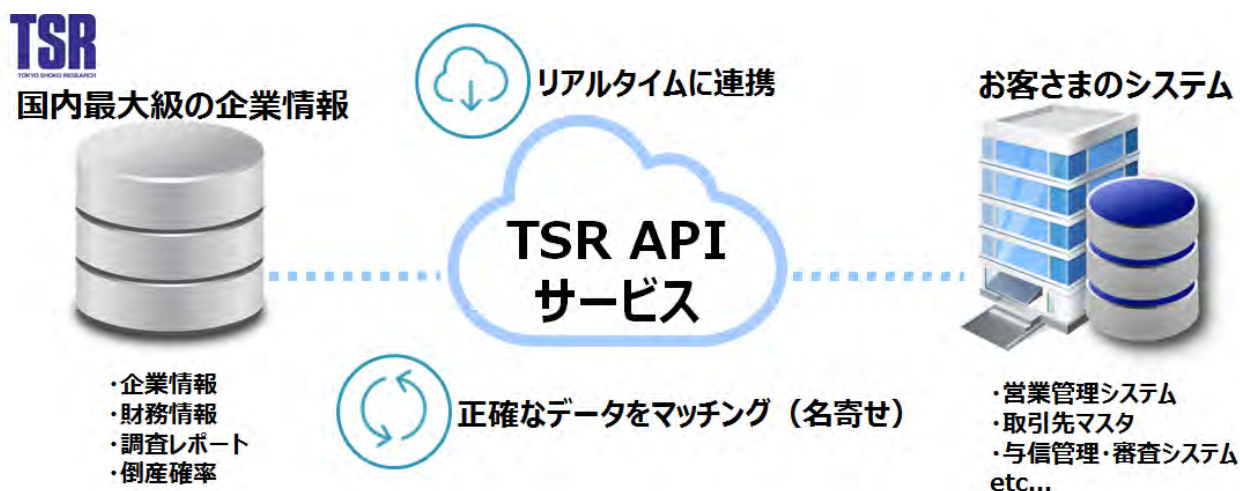 TSR
TOKYO SHOKO RESEARCH
国内最大級の企業情報
リアルタイムに連携
お客さまのシステム
TSR API
サービス
・企業情報
・財務情報
・調査レポート
・倒産確率
正確なデータをマッチング（名寄せ）
・営業管理システム
・取引先マスタ
・与信管理・審査システム
etc...